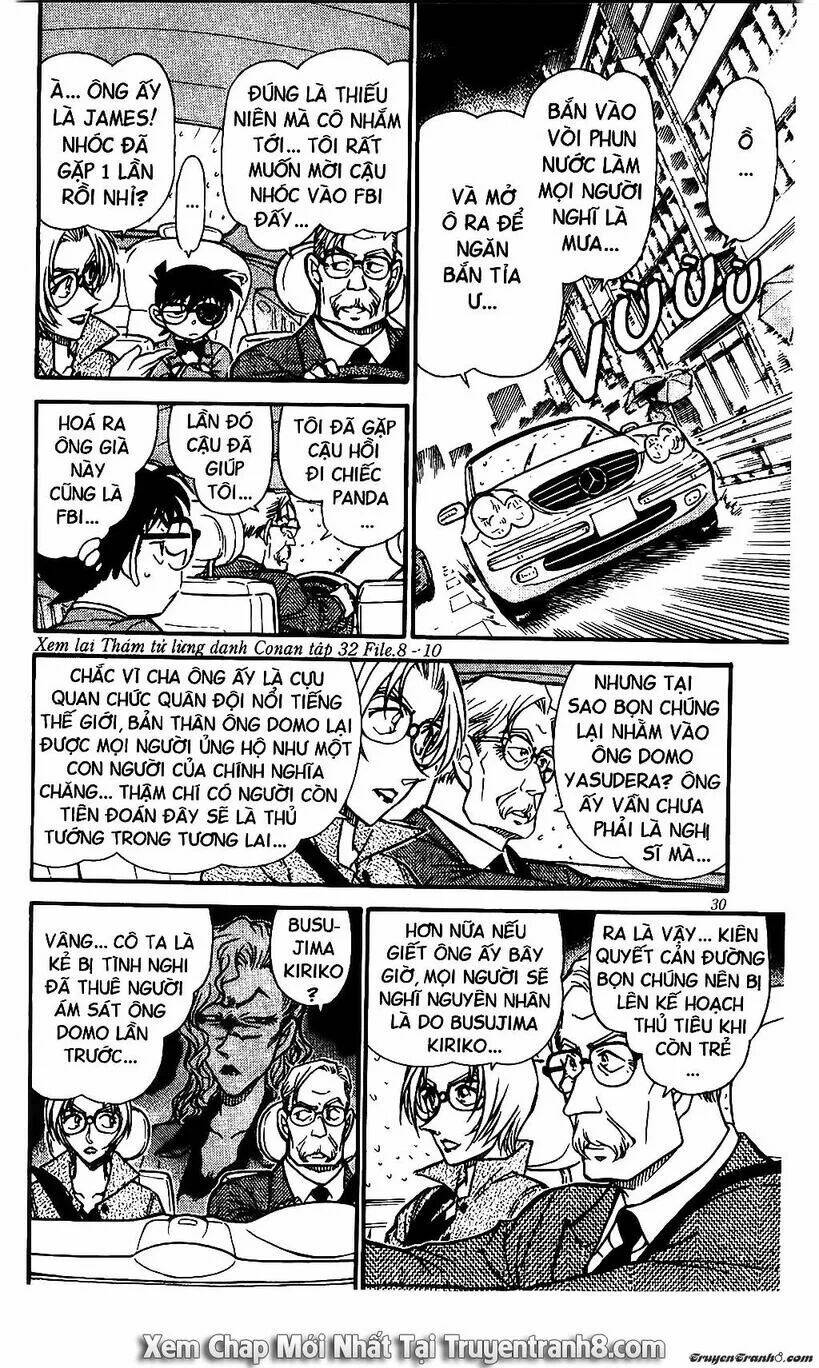 Ồ
...
BẮN VÀO
VÒI PHUN
NƯỚC LÀM
MỌI NGƯỜI
NGHĨ LÀ
MƯA...
VÀ MỞ
Ô RA ĐỂ
NGĂN
BẮN TỈA
Ư...
VÙÙÙÙ
ĐÚNG LÀ THIẾU
NIÊN MÀ CÔ NHẮM
TỚI... TÔI RẤT
MUỐN MỜI CẬU
NHÓC VÀO FBI
ĐẤY...
...
À... ÔNG ẤY
LÀ JAMES!
NHÓC ĐÃ
GẶP 1 LẦN
RỒI NHỈ?
TÔI ĐÃ GẶP
CẬU HỒI
ĐI CHIẾC
PANDA
...
LẦN ĐÓ
CẬU ĐÃ
GIÚP
TÔI...
HOÁ RA
ÔNG GIÀ
NÀY
CŨNG LÀ
FBI...
Xem lai Thám tử lừng danh Conan tập 32 File.8 - 10
NHƯNG TẠI
SAO BỌN CHÚNG
LẠI NHẰM VÀO
ÔNG DOMO
YASUDERA? ÔNG
ẤY VẪN CHƯA
PHẢI LÀ NGHỊ
SĨ MÀ...
CHẮC VÌ CHA ÔNG ẤY LÀ CỰU
QUAN CHỨC QUÂN ĐỘI NỔI TIẾNG
THẾ GIỚI, BẢN THÂN ÔNG DOMO LẠI
ĐƯỢC MỌI NGƯỜI ỦNG HỘ NHƯ MỘT
CON NGƯỜI CỦA CHÍNH NGHĨA
CHĂNG... THẬM CHÍ CÓ NGƯỜI CÒN
TIÊN ĐOÁN ĐÂY SẼ LÀ THỦ
TƯỚNG TRONG TƯƠNG LAI...
30
RA LÀ VẬY... KIÊN
QUYẾT CẢN ĐƯỜNG
BỌN CHÚNG NÊN BỊ
LÊN KẾ HOẠCH
THỦ TIÊU KHI
CÒN TRẺ
...
HƠN NỮA NẾU
GIẾT ÔNG ẤY BÂY
GIỜ, MỌI NGƯỜI SẼ
NGHĨ NGUYÊN NHÂN
LÀ DO BUSUJIMA
KIRIKO...
BUSU-
JIMA
KIRIKO
?
VÂNG... CÔ TA LÀ
KẺ BỊ TÌNH NGHI
ĐÃ THUÊ NGƯỜI
ÁM SÁT ÔNG
DOMO LẦN
TRƯỚC...
Xem Chap Mới Nhất Tại Truyentranh8.com
TruyenTranh8.com